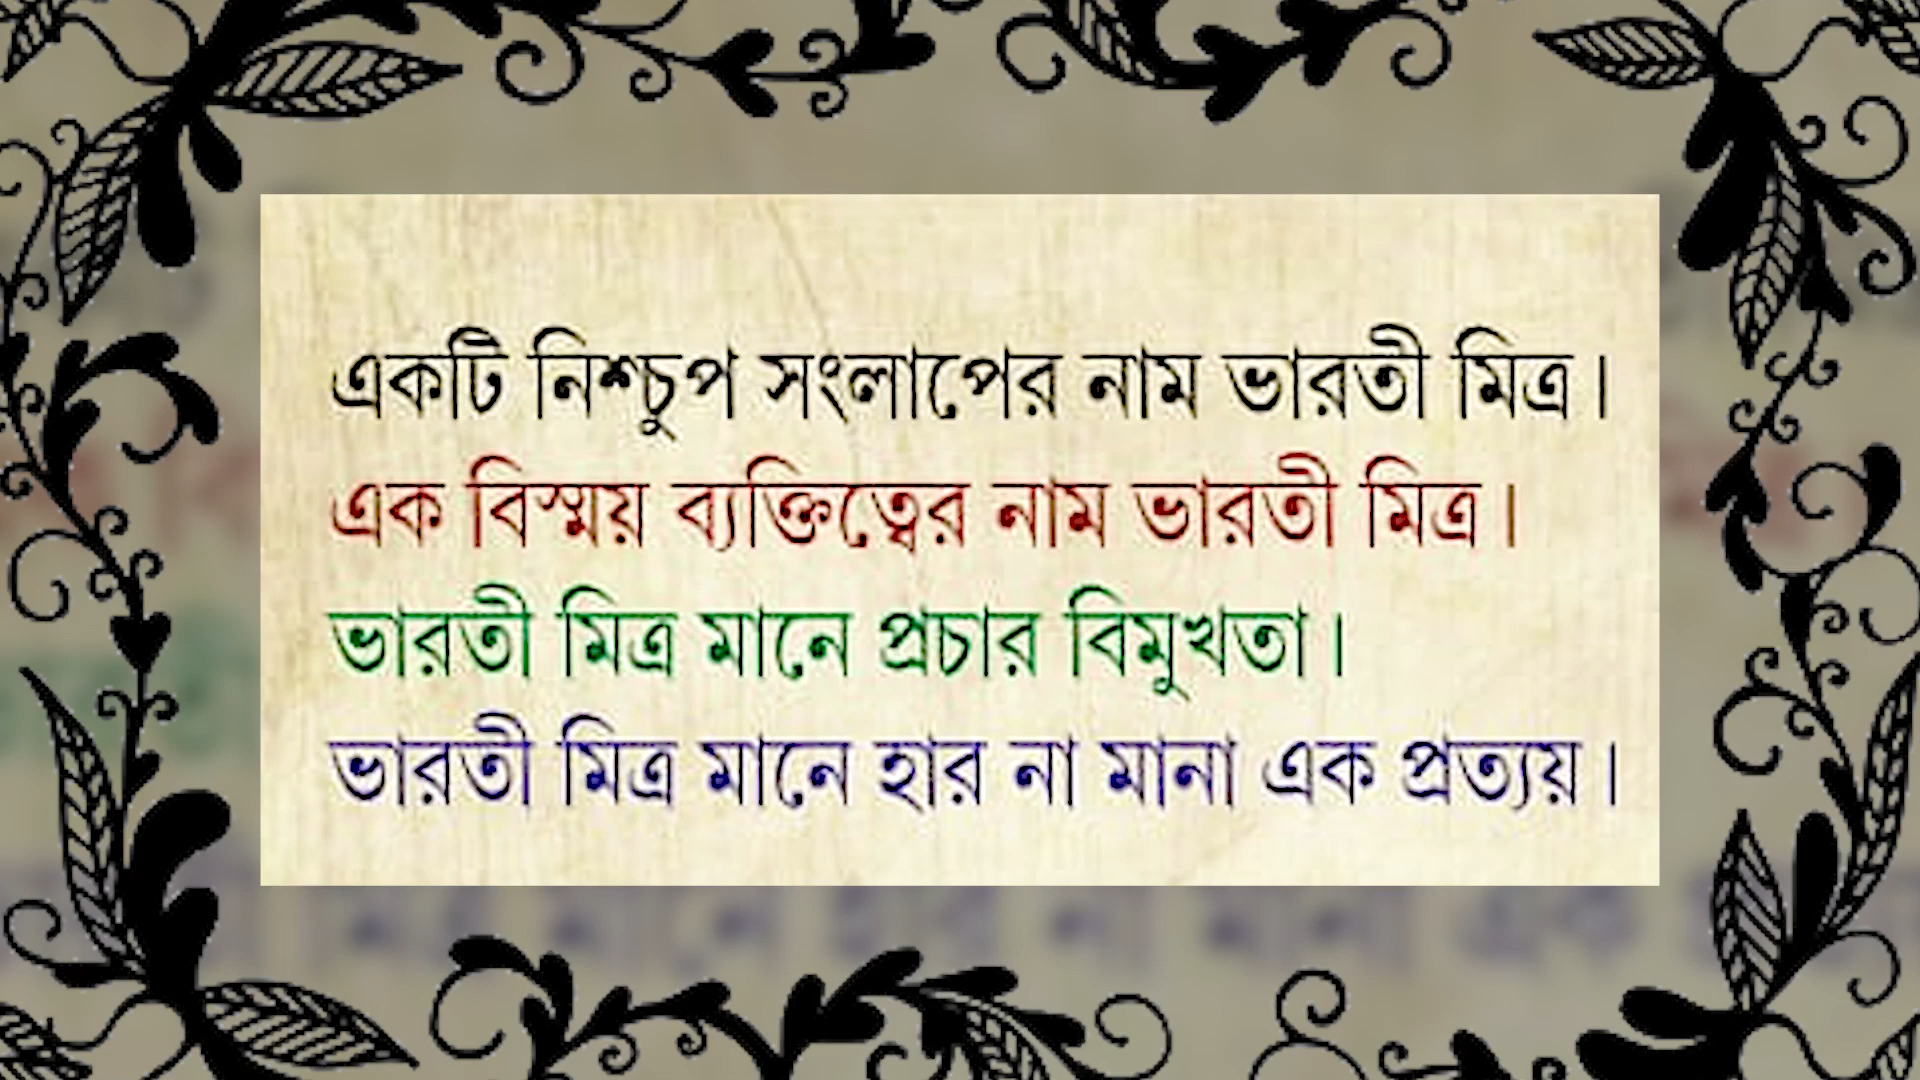 একটি নিশ্চুপ সংলাপের নাম ভারতী মিত্র।
এক বিস্ময় ব্যক্তিত্বের নাম ভারতী মিত্র।
ভারতী মিত্র মানে প্রচার বিমুখতা।
ভারতী মিত্র মানে হার না মানা এক প্রত্যয়।